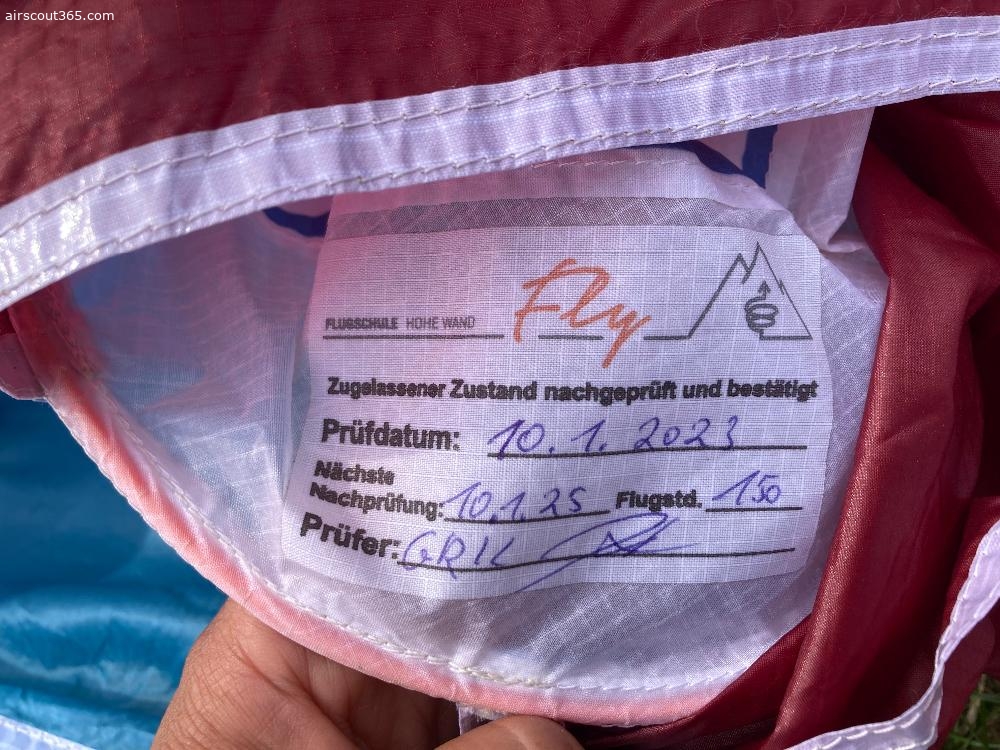 airscout365.com
FLUGSCHULE HOHE WAND Fly
Zugelassener Zustand nachgeprüft und bestätigt
Prüfdatum: 10.1.2023
Nächste
Nachprüfung: 10.1.25 Flugstd. 150
Prüfer: GRIL